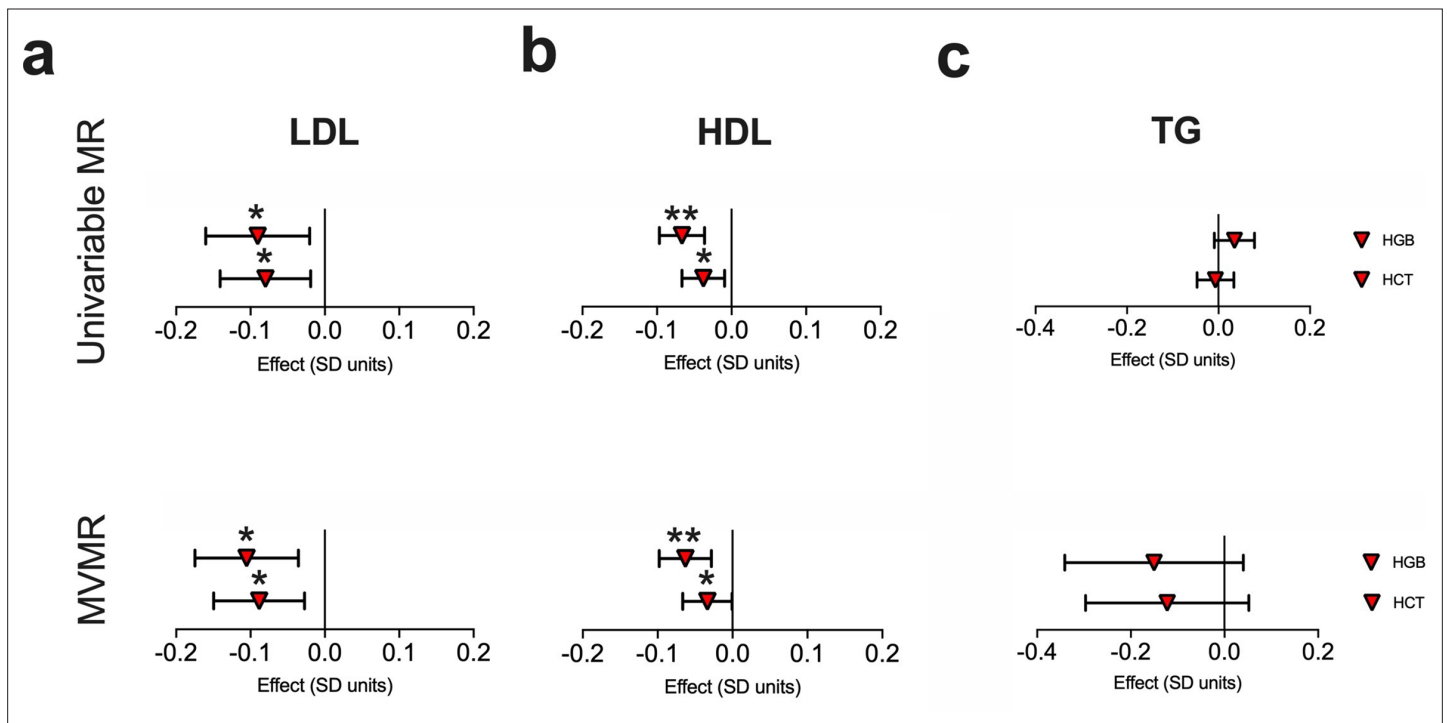 a
b
c
Univariable MR
LDL
HDL
TG
*
*
**
*
HGB
HCT
-0.2 -0.1 0.0 0.1 0.2
-0.2 -0.1 0.0 0.1 0.2
-0.4 -0.2 0.0 0.2
Effect (SD units)
Effect (SD units)
Effect (SD units)
MVMR
*
*
**
*
HGB
HCT
-0.2 -0.1 0.0 0.1 0.2
-0.2 -0.1 0.0 0.1 0.2
-0.4 -0.2 0.0 0.2
Effect (SD units)
Effect (SD units)
Effect (SD units)